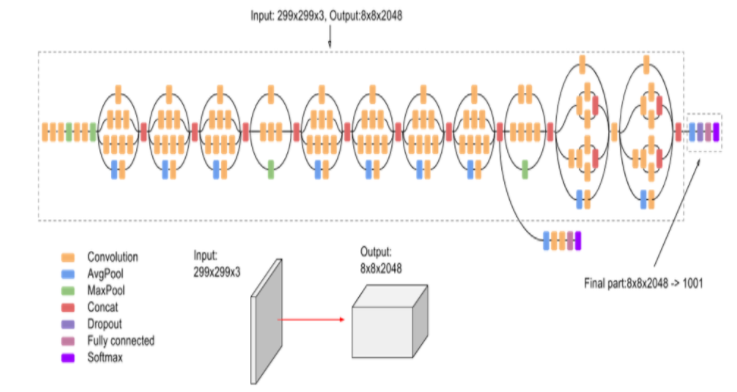 Input: 299x299x3, Output:8x8x2048
Convolution
AvgPool
MaxPool
Concat
Dropout
Fully connected
Softmax
Input:
299x299x3
Output:
8x8x2048
Final part:8x8x2048 -> 1001